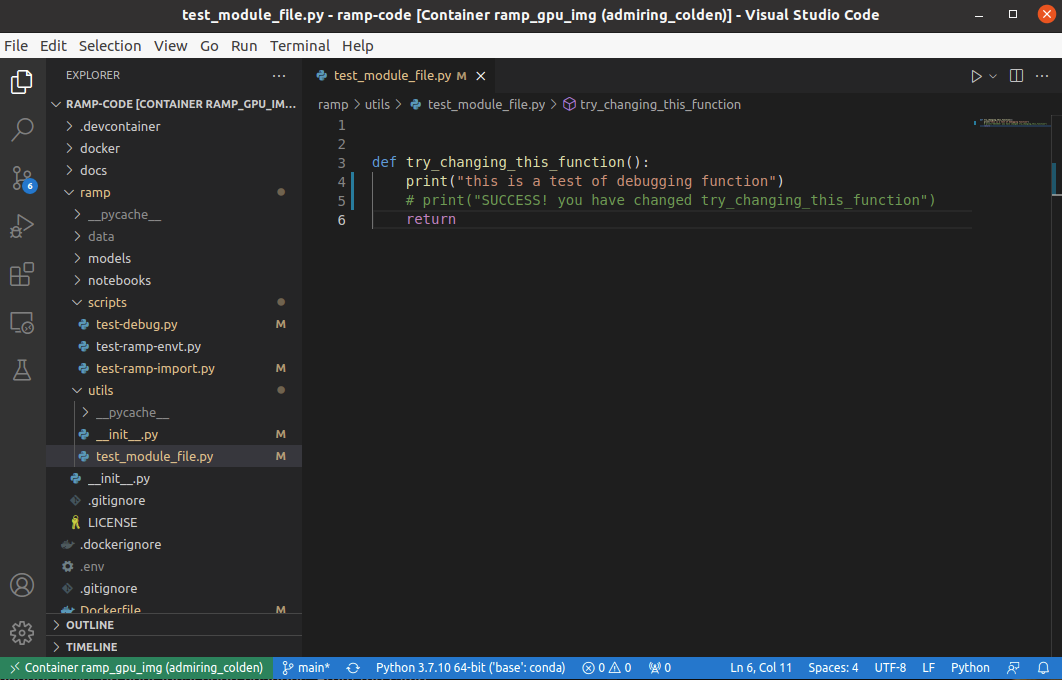 test_module_file.py - ramp-code [Container ramp_gpu_img (admiring_colden)] - Visual Studio Code
File Edit Selection View Go Run Terminal Help
EXPLORER
RAMP-CODE [CONTAINER RAMP_GPU_IM...
.devcontainer
docker
docs
ramp
__pycache__
data
models
notebooks
scripts
test-debug.py M
test-ramp-envt.py
test-ramp-import.py M
utils
__pycache__
__init__.py M
test_module_file.py M
__init__.py
.gitignore
LICENSE
.dockerignore
.env
.gitignore
Dockerfile M
OUTLINE
TIMELINE
6
test_module_file.py M
ramp > utils > test_module_file.py > try_changing_this_function
1
2
3 def try_changing_this_function():
4 print("this is a test of debugging function")
5 # print("SUCCESS! you have changed try_changing_this_function")
6 return
Container ramp_gpu_img (admiring_colden) main* Python 3.7.10 64-bit ('base': conda) 0 0 0 Ln 6, Col 11 Spaces: 4 UTF-8 LF Python